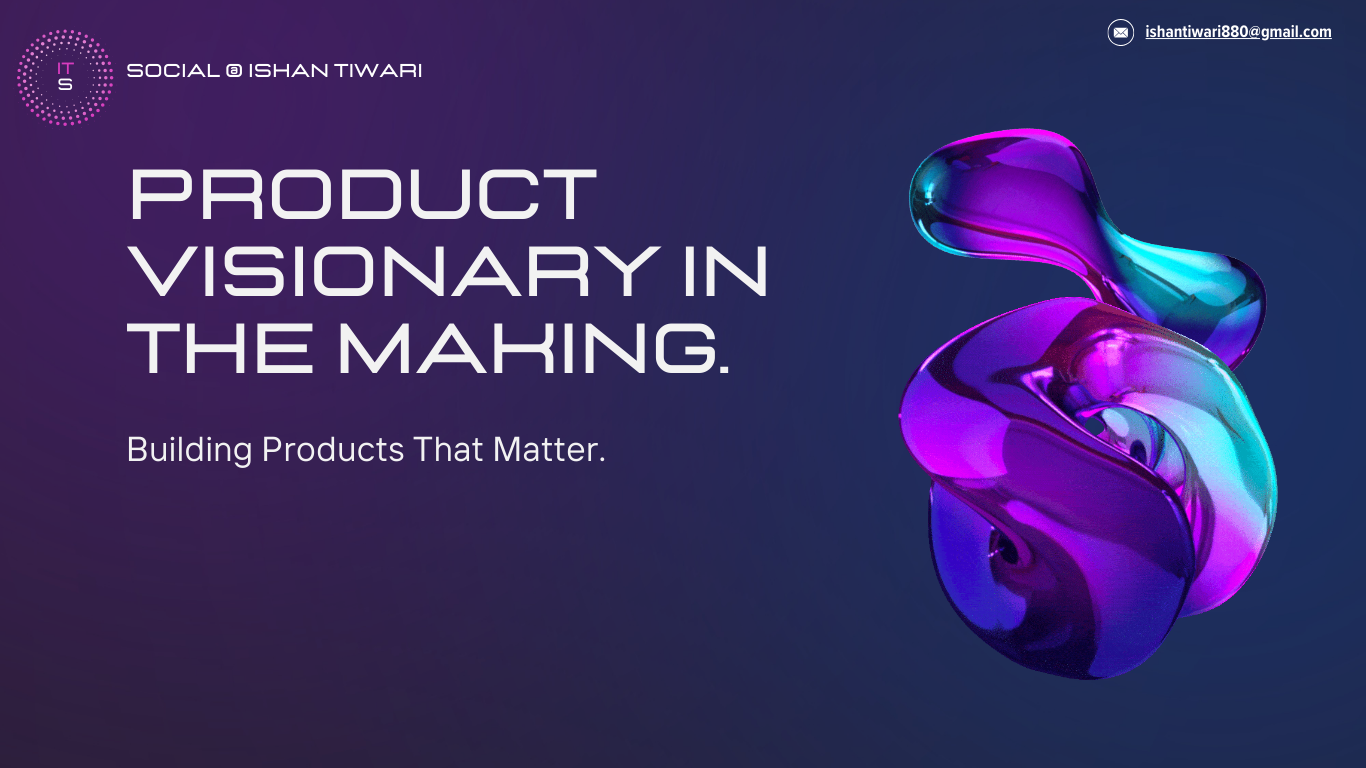 ishantiwari880@gmail.com
IT
S
SOCIAL @ ISHAN TIWARI
PRODUCT
VISIONARY IN
THE MAKING.
Building Products That Matter.